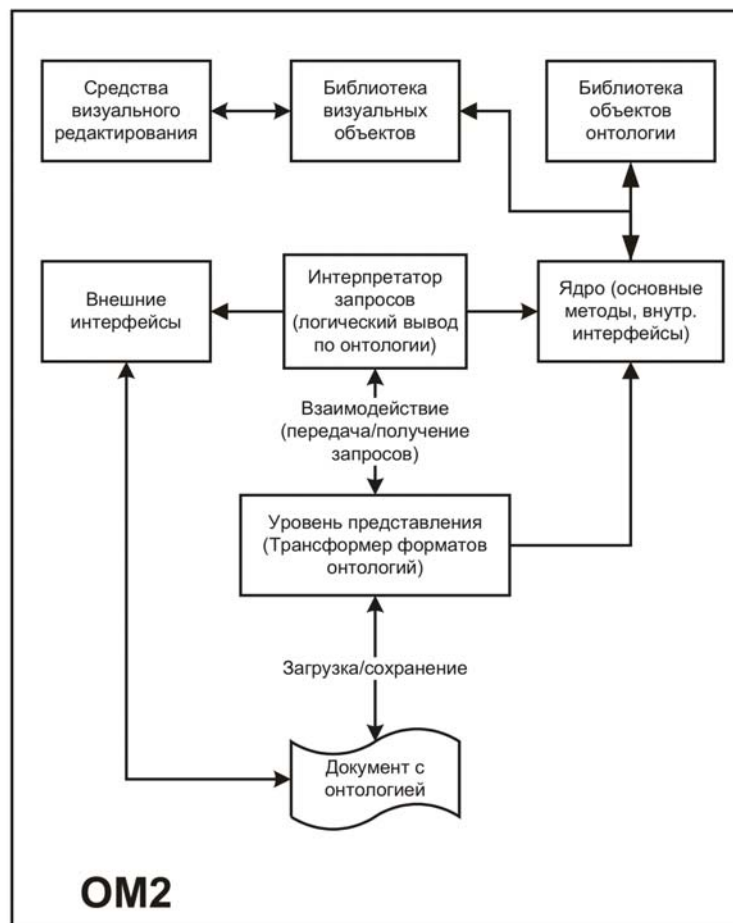 Средства
визуального
редактирования
Библиотека
визуальных
объектов
Библиотека
объектов
онтологии
Внешние
интерфейсы
Интерпретатор
запросов
(логический вывод
по онтологии)
Ядро (основные
методы, внутр.
интерфейсы)
Взаимодействие
(передача/получение
запросов)
Уровень представления
(Трансформер форматов
онтологий)
Загрузка/сохранение
Документ с
онтологией
ОМ2